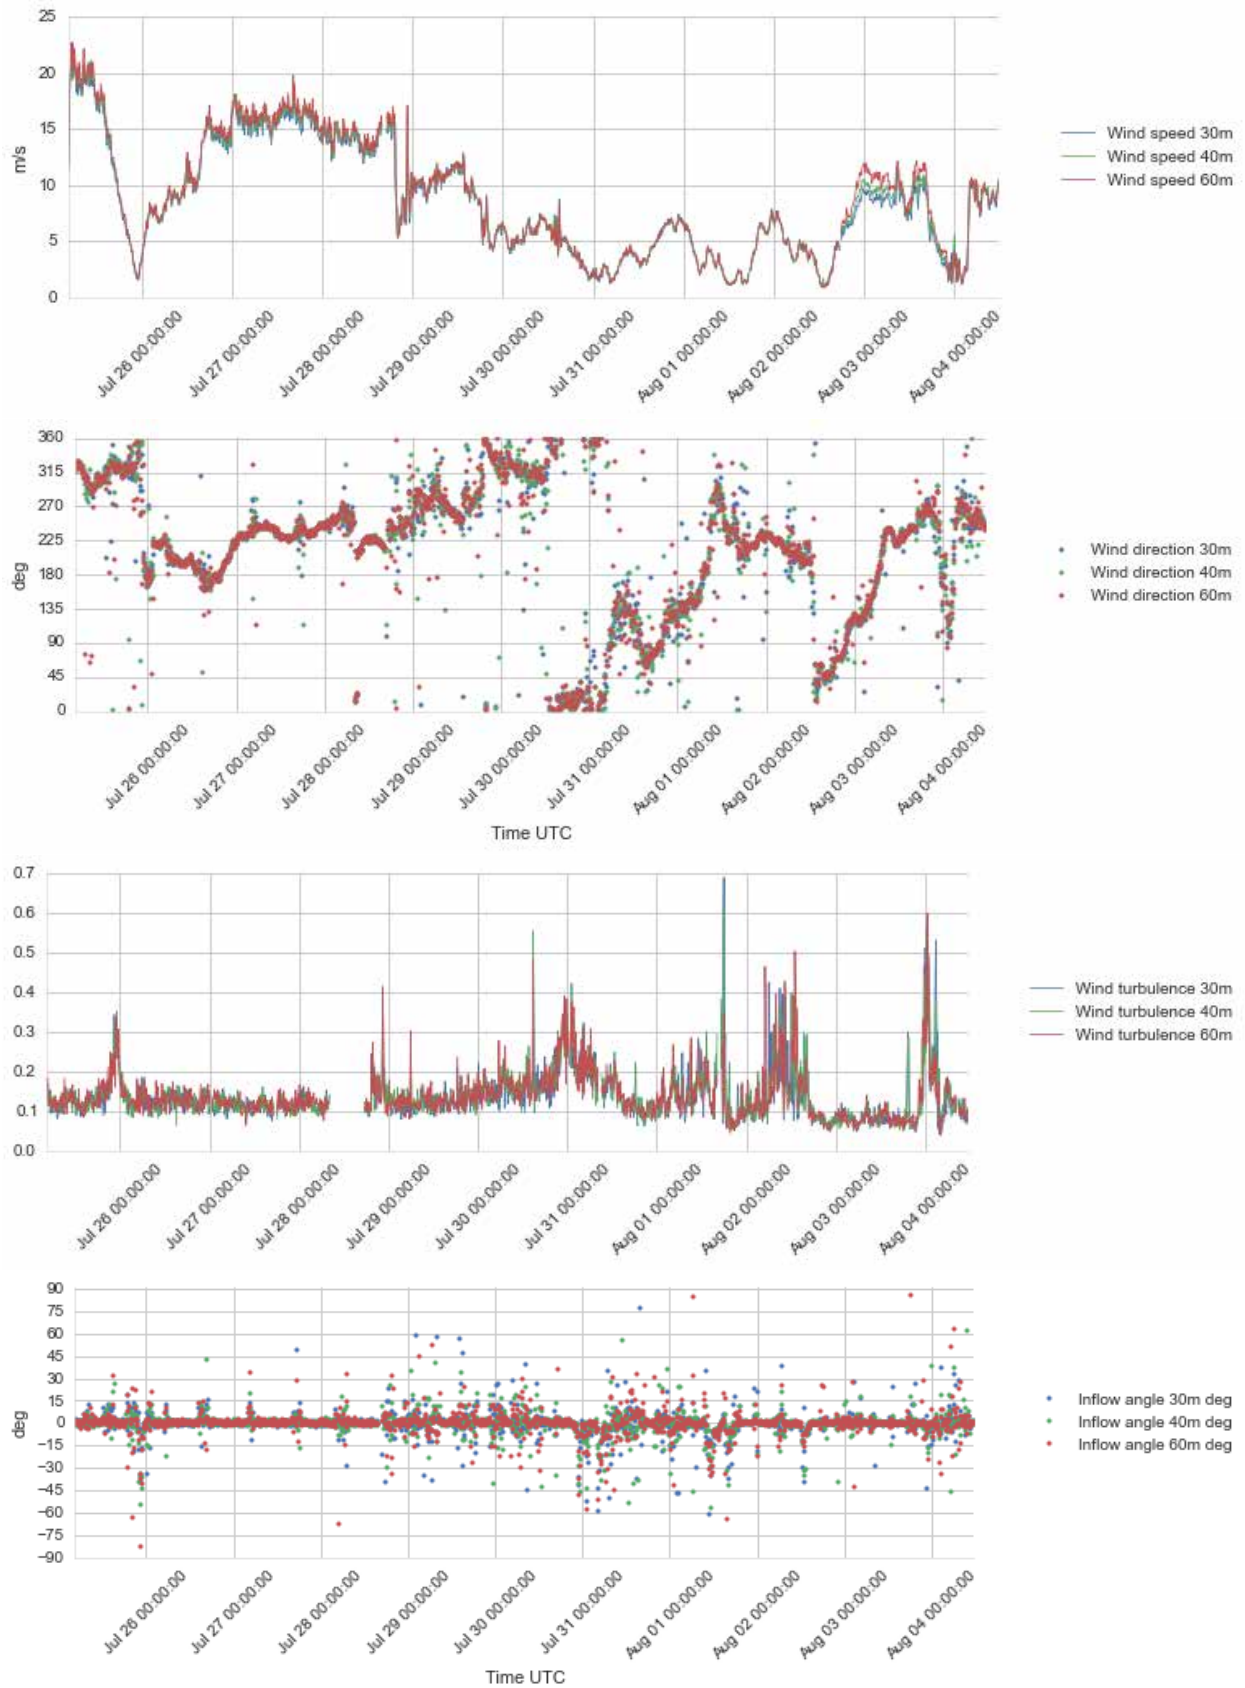 25
20
15
10
5
0
m/s
Wind speed 30m
Wind speed 40m
Wind speed 60m
Jul 26 00:00:00
Jul 27 00:00:00
Jul 28 00:00:00
Jul 29 00:00:00
Jul 30 00:00:00
Jul 31 00:00:00
Aug 01 00:00:00
Aug 02 00:00:00
Aug 03 00:00:00
Aug 04 00:00:00
360
315
270
225
180
135
90
45
0
deg
Wind direction 30m
Wind direction 40m
Wind direction 60m
Jul 26 00:00:00
Jul 27 00:00:00
Jul 28 00:00:00
Jul 29 00:00:00
Jul 30 00:00:00
Jul 31 00:00:00
Aug 01 00:00:00
Aug 02 00:00:00
Aug 03 00:00:00
Aug 04 00:00:00
Time UTC
0.7
0.6
0.5
0.4
0.3
0.2
0.1
0.0
Wind turbulence 30m
Wind turbulence 40m
Wind turbulence 60m
Jul 26 00:00:00
Jul 27 00:00:00
Jul 28 00:00:00
Jul 29 00:00:00
Jul 30 00:00:00
Jul 31 00:00:00
Aug 01 00:00:00
Aug 02 00:00:00
Aug 03 00:00:00
Aug 04 00:00:00
90
75
60
45
30
15
0
−15
−30
−45
−60
−75
−90
deg
Inflow angle 30m deg
Inflow angle 40m deg
Inflow angle 60m deg
Jul 26 00:00:00
Jul 27 00:00:00
Jul 28 00:00:00
Jul 29 00:00:00
Jul 30 00:00:00
Jul 31 00:00:00
Aug 01 00:00:00
Aug 02 00:00:00
Aug 03 00:00:00
Aug 04 00:00:00
Time UTC